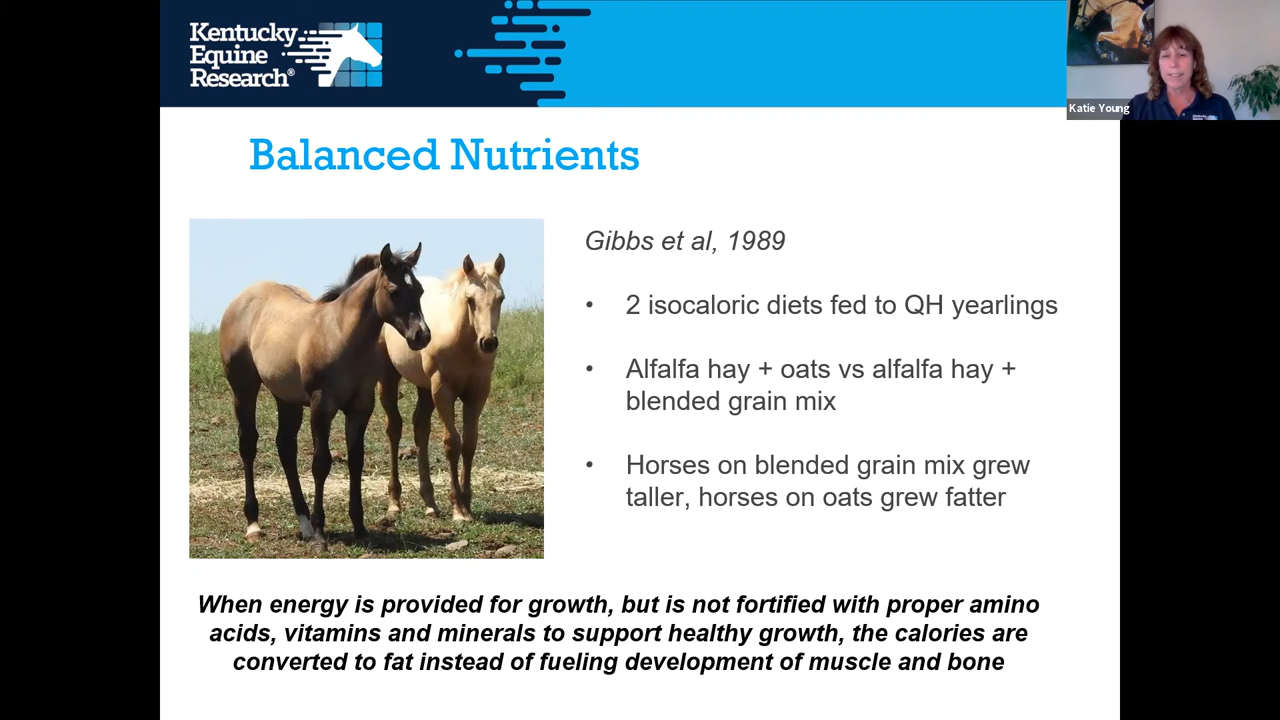 Kentucky
Equine
Research®
Katie Young
Balanced Nutrients
Gibbs et al, 1989
• 2 isocaloric diets fed to QH yearlings
• Alfalfa hay + oats vs alfalfa hay +
blended grain mix
• Horses on blended grain mix grew
taller, horses on oats grew fatter
When energy is provided for growth, but is not fortified with proper amino
acids, vitamins and minerals to support healthy growth, the calories are
converted to fat instead of fueling development of muscle and bone